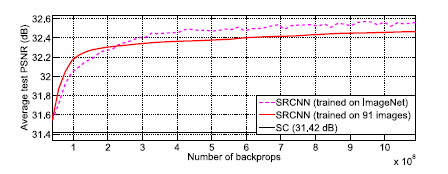 32.6
32.4
32.2
32
31.8
31.6
31.4
Average test PSNR (dB)
SRCNN (trained on ImageNet)
SRCNN (trained on 91 images)
SC (31,42 dB)
1 2 3 4 5 6 7 8 9 10
Number of backprops
x 10^8